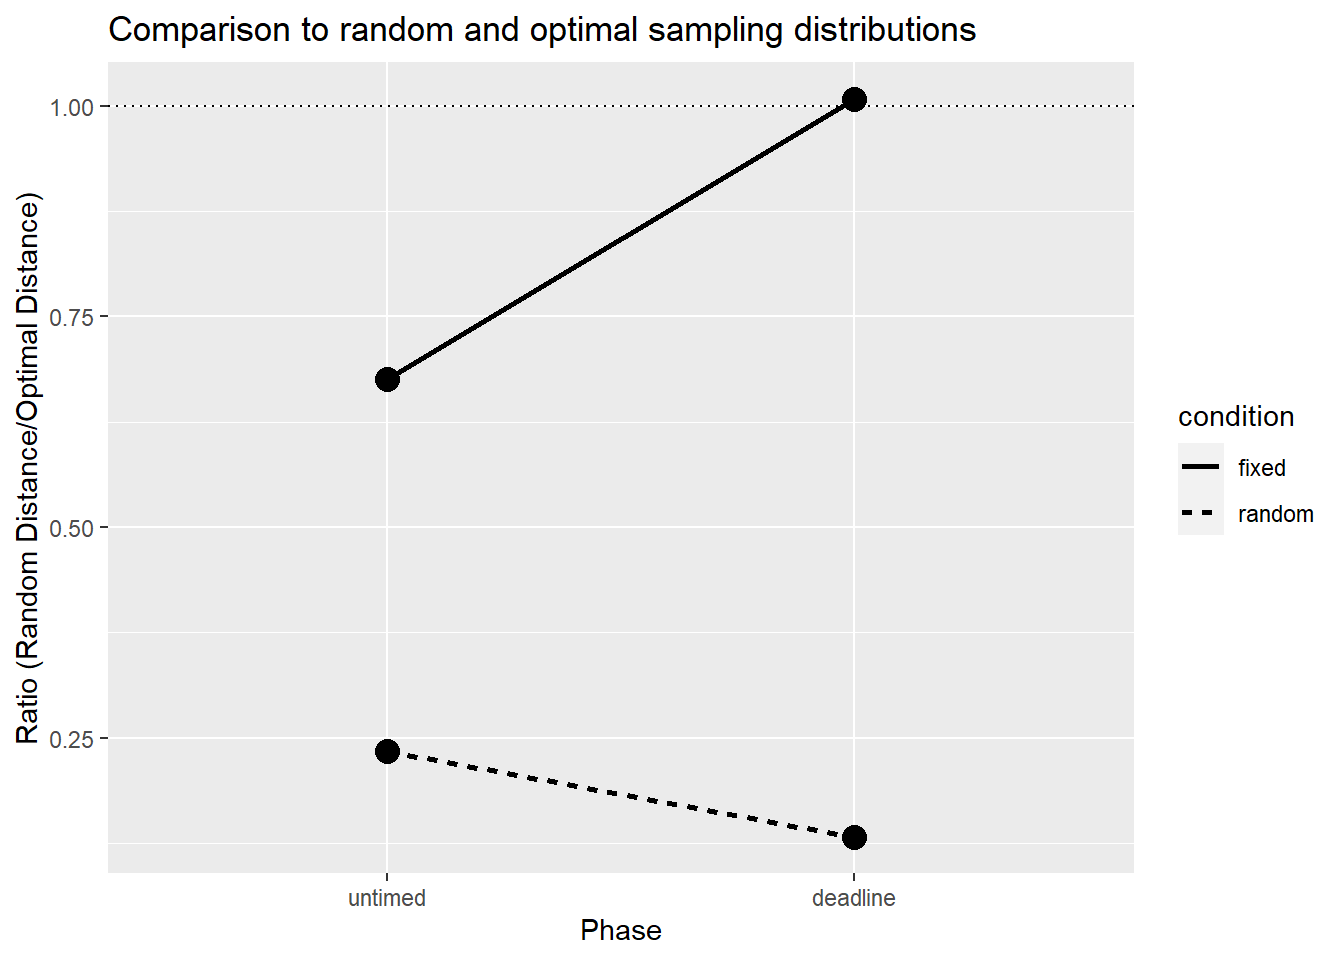 Comparison to random and optimal sampling distributions
Ratio (Random Distance/Optimal Distance)
1.00
0.75
0.50
0.25
untimed
deadline
Phase
condition
fixed
random